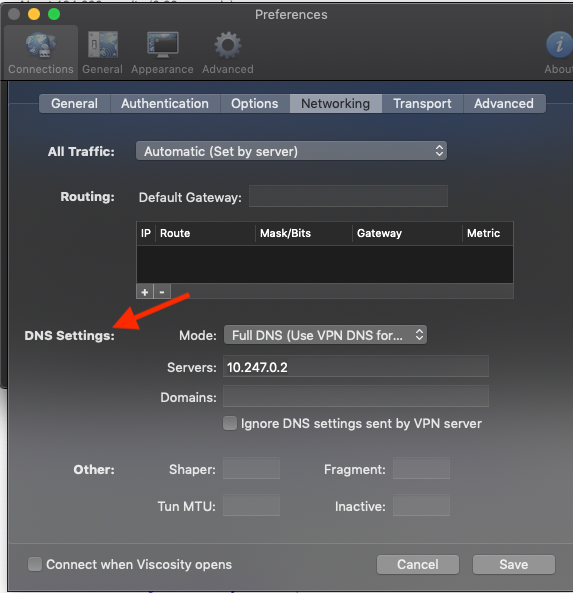 Preferences
Connections General Appearance Advanced About
General Authentication Options Networking Transport Advanced
All Traffic: Automatic (Set by server)
Routing: Default Gateway:
IP Route Mask/Bits Gateway Metric
+ -
DNS Settings: Mode: Full DNS (Use VPN DNS for...
Servers: 10.247.0.2
Domains:
Ignore DNS settings sent by VPN server
Other: Shaper: Fragment:
Tun MTU: Inactive:
Connect when Viscosity opens Cancel Save